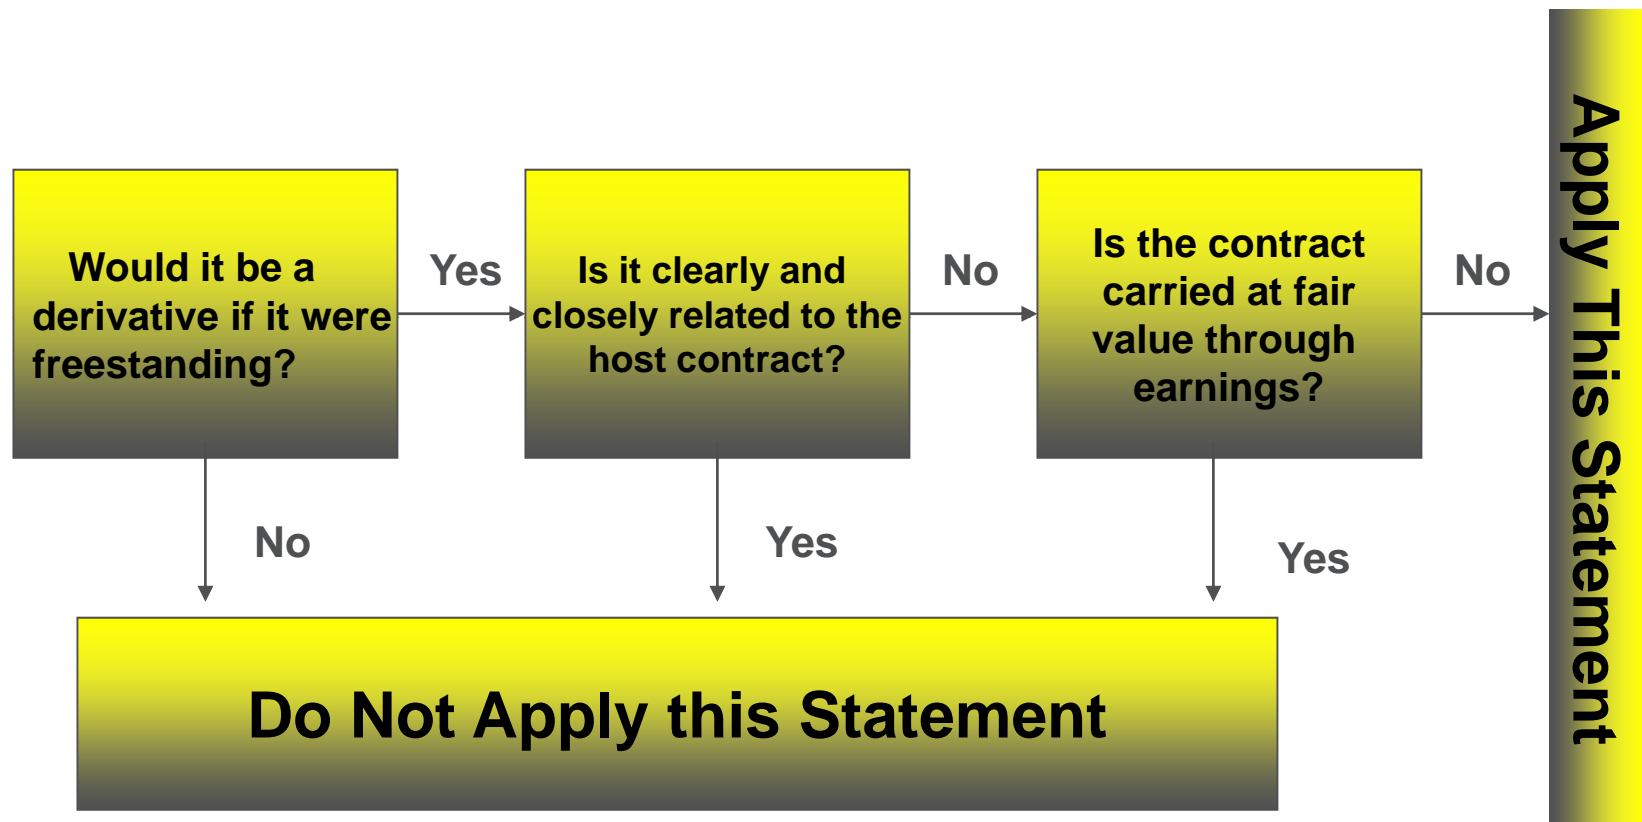 Would it be a
derivative if it were
freestanding?
Yes
Is it clearly and
closely related to the
host contract?
No
Is the contract
carried at fair
value through
earnings?
No
Apply This Statement
No
Yes
Yes
Do Not Apply this Statement